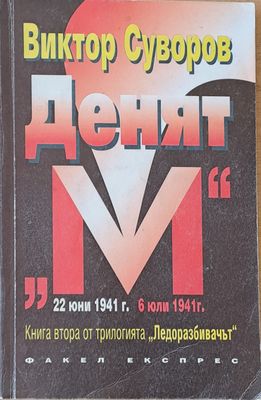 Виктор Суворов
Денят
„М“
22 юни 1941 г. 6 юли 1941г.
Книга втора от трилогията „Ледоразбивачът“
ФАКЕЛ ЕКСПРЕС